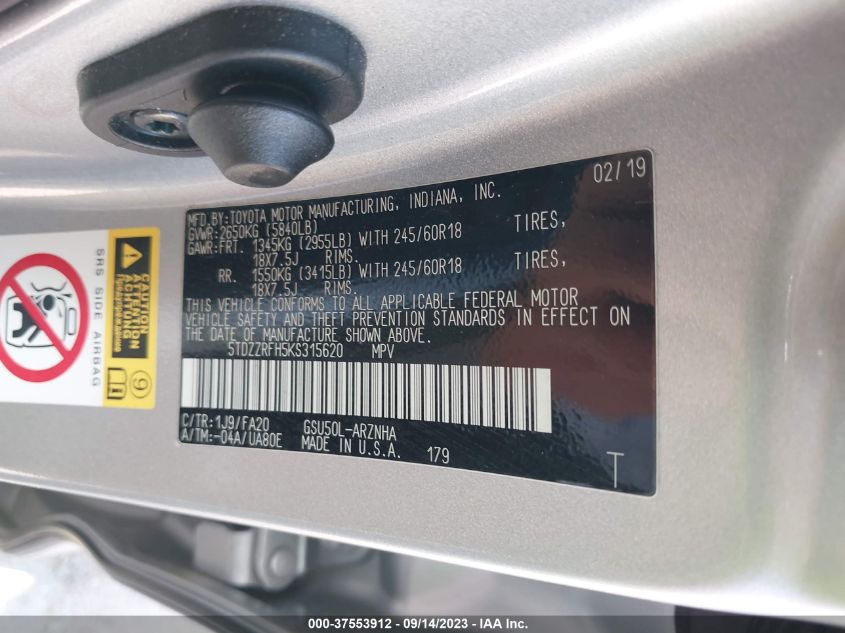 02/19
MFD.BY:TOYOTA MOTOR MANUFACTURING, INDIANA, INC.
GVWR:2650KG (5840LB)
GAWR:FRT. 1345KG (2955LB) WITH 245/60R18 TIRES,
18X7.5J RIMS.
RR. 1550KG (3415LB) WITH 245/60R18 TIRES,
18X7.5J RIMS.
THIS VEHICLE CONFORMS TO ALL APPLICABLE FEDERAL MOTOR
VEHICLE SAFETY AND THEFT PREVENTION STANDARDS IN EFFECT ON
THE DATE OF MANUFACTURE SHOWN ABOVE.
5TDZZRFH5KS315620 MPV
C/TR:1J9/FA20 GSU50L-ARZNHA
A/TM:-04A/UA80E MADE IN U.S.A. 179
T
SRS SIDE AIRBAG
CAUTION
ATTENTION
ACTHUNG
9
000-37553912 - 09/14/2023 - IAA Inc.